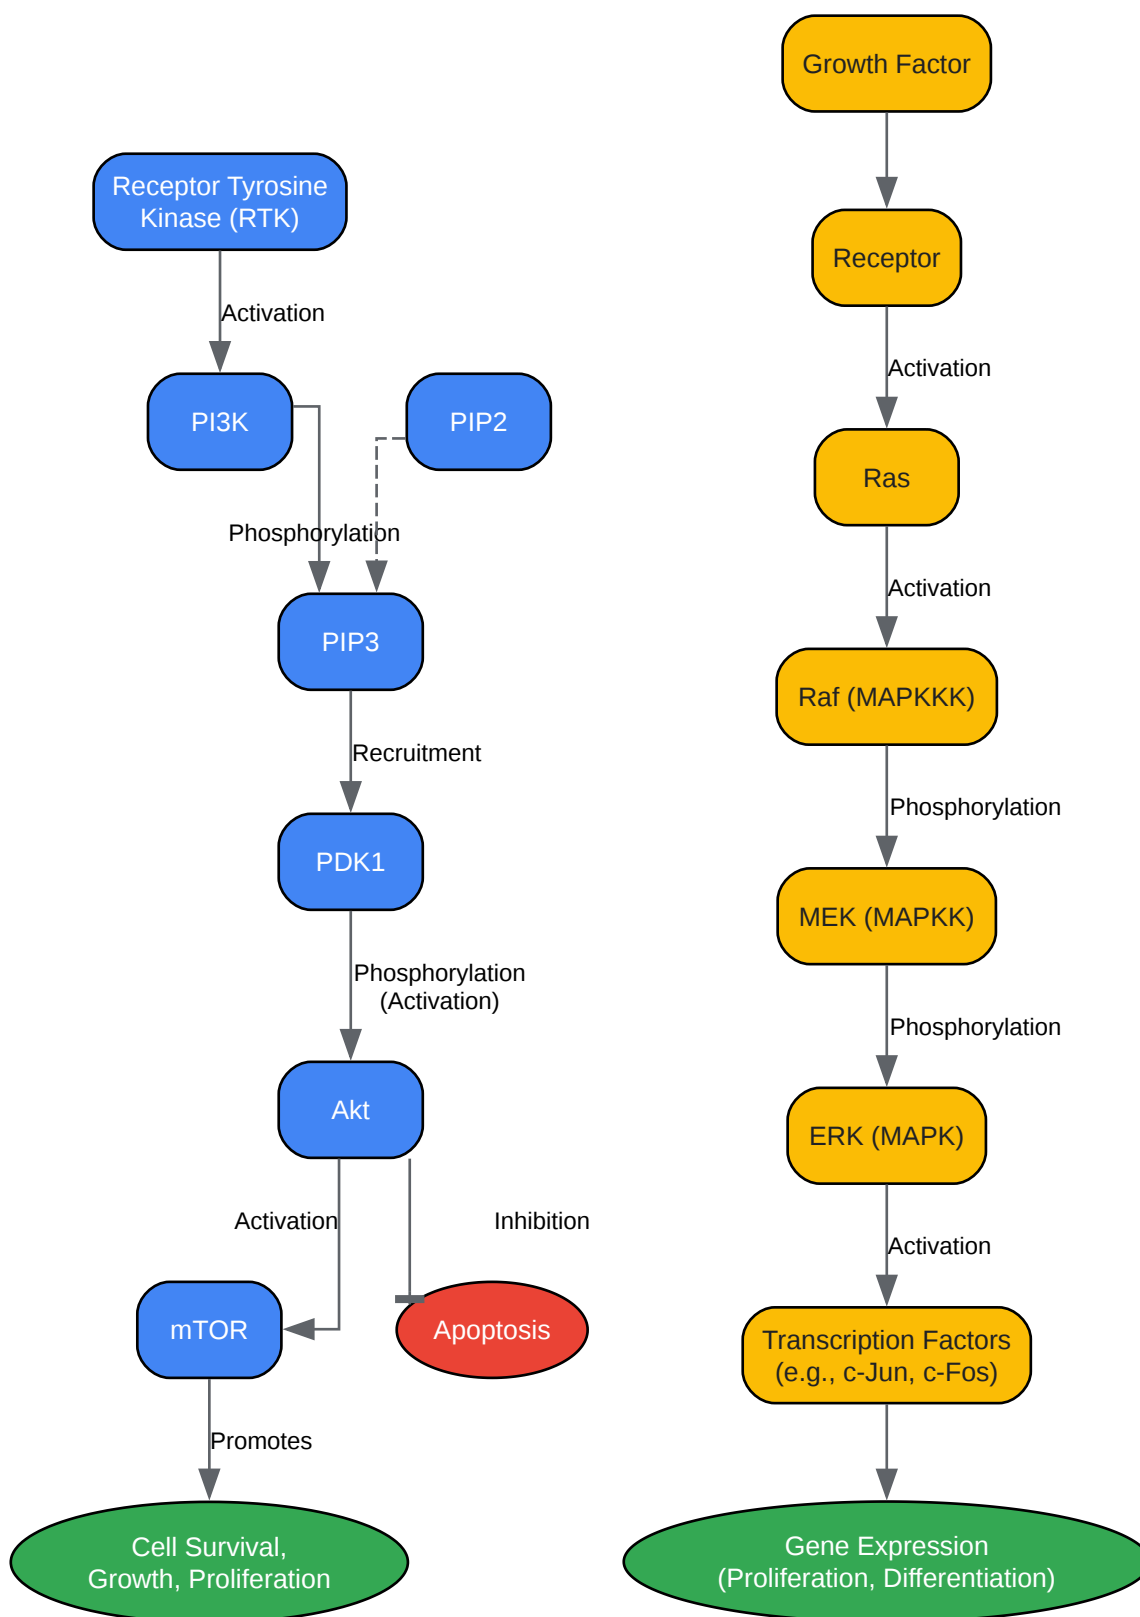 Receptor Tyrosine
Kinase (RTK)
Activation
PI3K
PIP2
Phosphorylation
PIP3
Recruitment
PDK1
Phosphorylation
(Activation)
Akt
Activation
Inhibition
mTOR
Apoptosis
Promotes
Cell Survival,
Growth, Proliferation
Growth Factor
Receptor
Activation
Ras
Activation
Raf (MAPKKK)
Phosphorylation
MEK (MAPKK)
Phosphorylation
ERK (MAPK)
Activation
Transcription Factors
(e.g., c-Jun, c-Fos)
Gene Expression
(Proliferation, Differentiation)